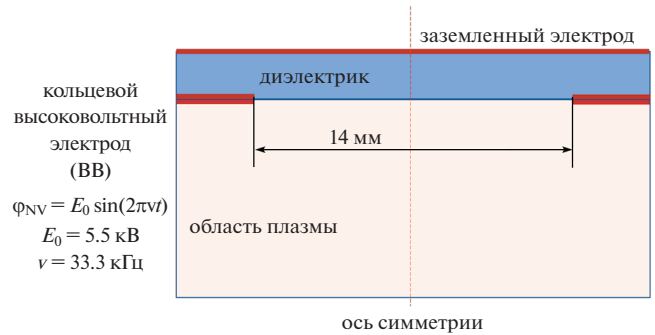 заземленный электрод
диэлектрик
кольцевой
высоковольтный
электрод
(ВВ)
14 мм
φNV = E0 sin(2πνt)
E0 = 5.5 кВ
ν = 33.3 кГц
область плазмы
ось симметрии